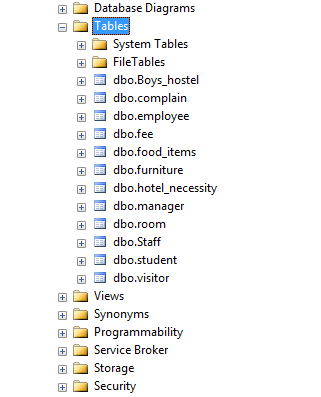 Database Diagrams
Tables
System Tables
FileTables
dbo.Boys_hostel
dbo.complain
dbo.employee
dbo.fee
dbo.food_items
dbo.furniture
dbo.hotel_necessity
dbo.manager
dbo.room
dbo.Staff
dbo.student
dbo.visitor
Views
Synonyms
Programmability
Service Broker
Storage
Security